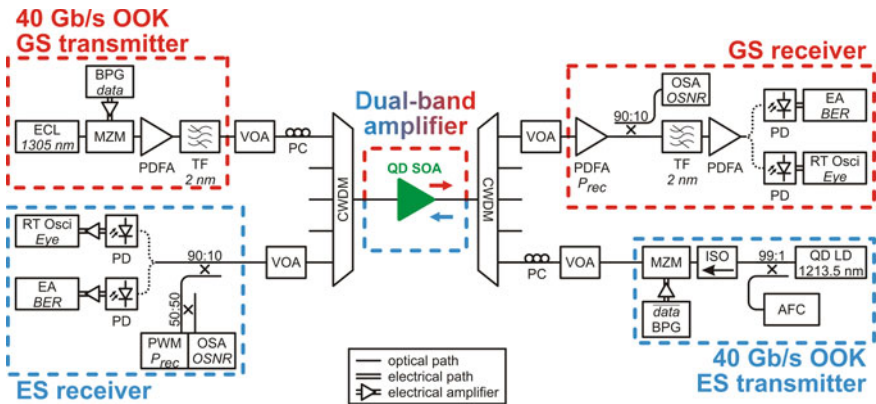 40 Gb/s OOK
GS transmitter
BPG
data
ECL
1305 nm
MZM
PDFA
TF
2 nm
VOA
PC
CWDM
Dual-band
amplifier
QD SOA
CWDM
GS receiver
VOA
PDFA
Prec
90:10
OSA
OSNR
TF
2 nm
PDFA
PD
EA
BER
PD
RT Osci
Eye
RT Osci
Eye
PD
EA
BER
PD
90:10
50:50
PWM
Prec
OSA
OSNR
VOA
ES receiver
PC
VOA
MZM
data
BPG
ISO
99:1
QD LD
1213.5 nm
AFC
40 Gb/s OOK
ES transmitter
optical path
electrical path
electrical amplifier